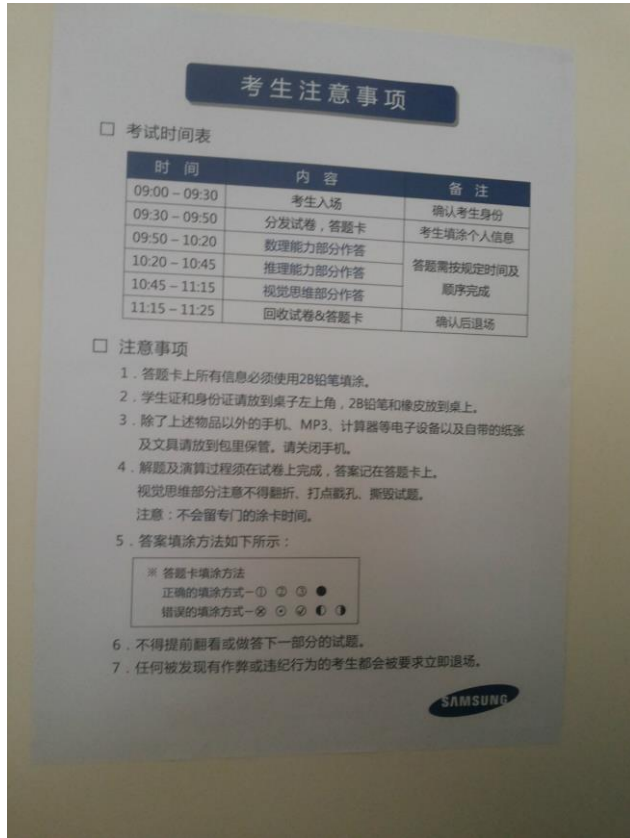 考生注意事项
□ 考试时间表
时 间 内 容 备 注
09:00 – 09:30 考生入场 确认考生身份
09:30 – 09:50 分发试卷，答题卡 考生填涂个人信息
09:50 – 10:20 数理能力部分作答
10:20 – 10:45 推理能力部分作答 答题需按规定时间及
10:45 – 11:15 视觉思维部分作答 顺序完成
11:15 – 11:25 回收试卷&答题卡 确认后退场
□ 注意事项
1．答题卡上所有信息必须使用2B铅笔填涂。
2．学生证和身份证请放到桌子左上角，2B铅笔和橡皮放到桌上。
3．除了上述物品以外的手机、MP3、计算器等电子设备以及自带的纸张
及文具请放到包里保管。请关闭手机。
4．解题及演算过程须在试卷上完成，答案记在答题卡上。
视觉思维部分注意不得翻折、打点戳孔、撕毁试题。
注意：不会留专门的涂卡时间。
5．答案填涂方法如下所示：
※ 答题卡填涂方法
正确的填涂方式－① ② ③ ●
错误的填涂方式－⊗ ⊙ ✓ ◐ ◑
6．不得提前翻看或做答下一部分的试题。
7．任何被发现有作弊或违纪行为的考生都会被要求立即退场。
SAMSUNG